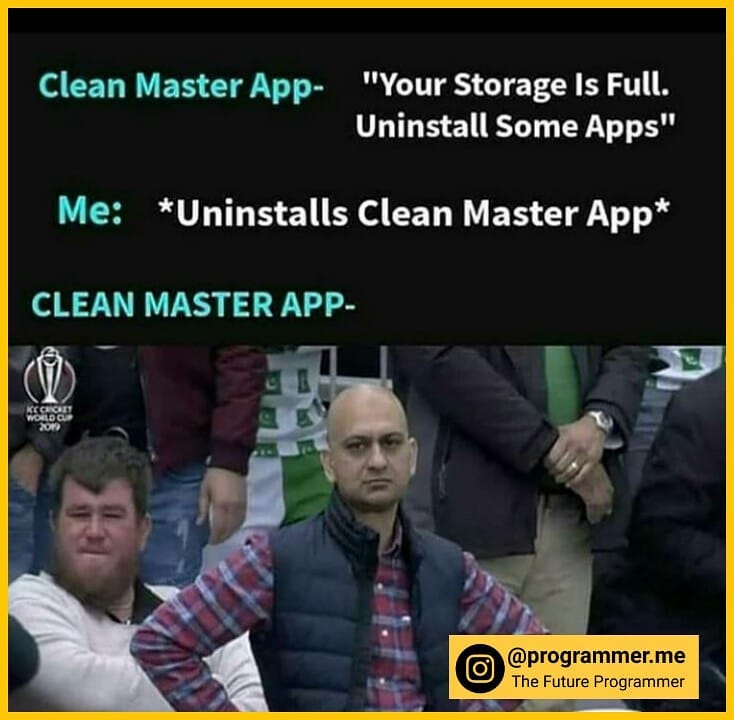 Clean Master App- "Your Storage Is Full.
Uninstall Some Apps"
Me: *Uninstalls Clean Master App*
CLEAN MASTER APP-
ICC CRICKET
WORLD CUP
2019
@programmer.me
The Future Programmer